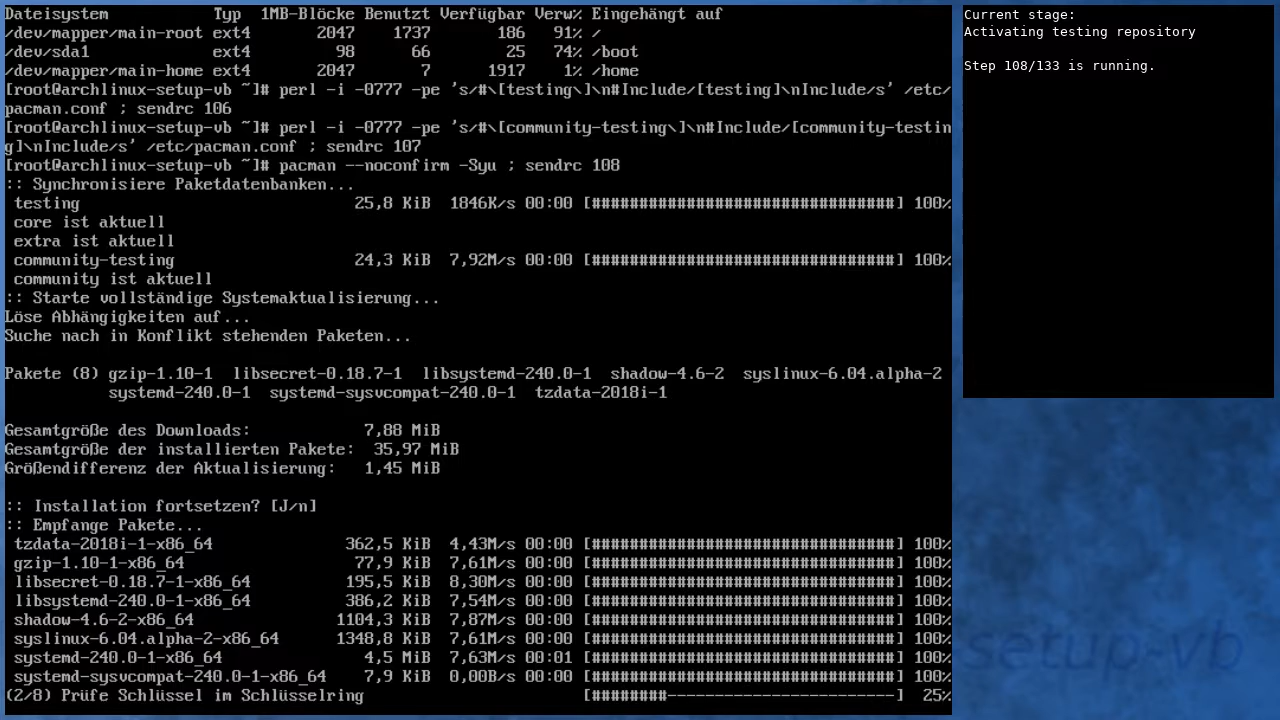 Dateisystem           Typ  1MB-Blöcke Benutzt Verfügbar Verw% Eingehängt auf
/dev/mapper/main-root ext4       2047    1737       186   91% /
/dev/sda1             ext4         98      66        25   74% /boot
/dev/mapper/main-home ext4       2047       7      1917    1% /home
[root@archlinux-setup-vb ~]# perl -i -0777 -pe 's/#\[testing\]\n#Include/[testing]\nInclude/s' /etc/
pacman.conf ; sendrc 106
[root@archlinux-setup-vb ~]# perl -i -0777 -pe 's/#\[community-testing\]\n#Include/[community-testin
g]\nInclude/s' /etc/pacman.conf ; sendrc 107
[root@archlinux-setup-vb ~]# pacman --noconfirm -Syu ; sendrc 108
:: Synchronisiere Paketdatenbanken...
 testing                             25,8 KiB  1846K/s 00:00 [################################] 100%
 core ist aktuell
 extra ist aktuell
 community-testing                   24,3 KiB  7,92M/s 00:00 [################################] 100%
 community ist aktuell
:: Starte vollständige Systemaktualisierung...
Löse Abhängigkeiten auf...
Suche nach in Konflikt stehenden Paketen...

Pakete (8) gzip-1.10-1  libsecret-0.18.7-1  libsystemd-240.0-1  shadow-4.6-2  syslinux-6.04.alpha-2
           systemd-240.0-1  systemd-sysvcompat-240.0-1  tzdata-2018i-1

Gesamtgröße des Downloads:            7,88 MiB
Gesamtgröße der installierten Pakete:  35,97 MiB
Größendifferenz der Aktualisierung:   1,45 MiB

:: Installation fortsetzen? [J/n]
:: Empfange Pakete...
 tzdata-2018i-1-x86_64              362,5 KiB  4,43M/s 00:00 [################################] 100%
 gzip-1.10-1-x86_64                  77,9 KiB  7,61M/s 00:00 [################################] 100%
 libsecret-0.18.7-1-x86_64          195,5 KiB  8,30M/s 00:00 [################################] 100%
 libsystemd-240.0-1-x86_64          386,2 KiB  7,54M/s 00:00 [################################] 100%
 shadow-4.6-2-x86_64               1104,3 KiB  7,87M/s 00:00 [################################] 100%
 syslinux-6.04.alpha-2-x86_64      1348,8 KiB  7,61M/s 00:00 [################################] 100%
 systemd-240.0-1-x86_64               4,5 MiB  7,63M/s 00:01 [################################] 100%
 systemd-sysvcompat-240.0-1-x86_64    7,9 KiB  0,00B/s 00:00 [################################] 100%
(2/8) Prüfe Schlüssel im Schlüsselring                       [########------------------------]  25%
Current stage:
Activating testing repository

Step 108/133 is running.
setup-vb